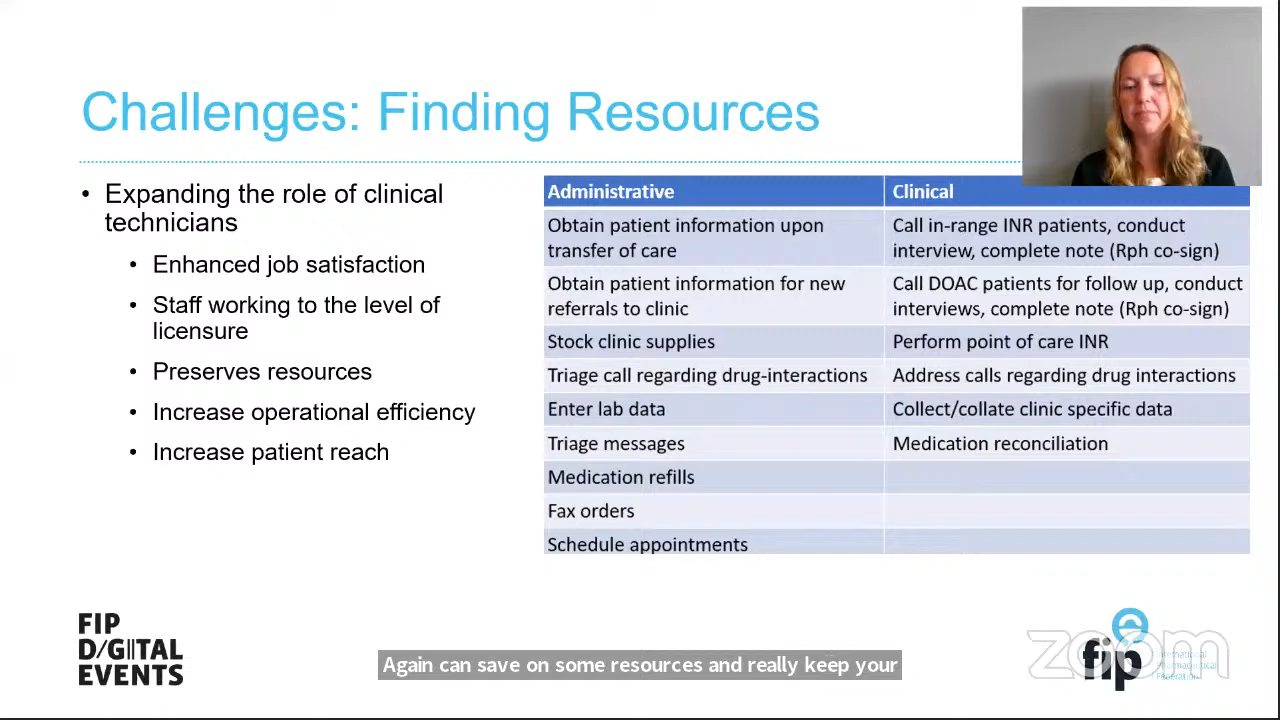 Challenges: Finding Resources
• Expanding the role of clinical
technicians
• Enhanced job satisfaction
• Staff working to the level of
licensure
• Preserves resources
• Increase operational efficiency
• Increase patient reach
Administrative
Clinical
Obtain patient information upon
transfer of care
Call in-range INR patients, conduct
interview, complete note (Rph co-sign)
Obtain patient information for new
referrals to clinic
Call DOAC patients for follow up, conduct
interviews, complete note (Rph co-sign)
Stock clinic supplies
Perform point of care INR
Triage call regarding drug-interactions
Address calls regarding drug interactions
Enter lab data
Collect/collate clinic specific data
Triage messages
Medication reconciliation
Medication refills
Fax orders
Schedule appointments
FIP
D/GITAL
EVENTS
Again can save on some resources and really keep your
zoom
fip
International
Pharmaceutical
Federation